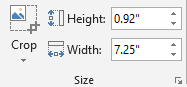 Height: 0.92"
Crop
Width: 7.25"
Size